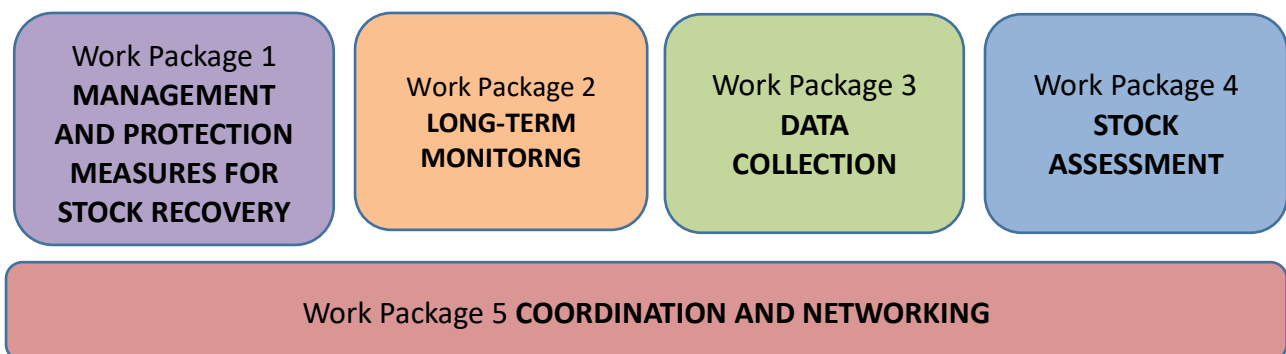 Work Package 1
MANAGEMENT
AND PROTECTION
MEASURES FOR
STOCK RECOVERY
Work Package 2
LONG-TERM
MONITORNG
Work Package 3
DATA
COLLECTION
Work Package 4
STOCK
ASSESSMENT
Work Package 5 COORDINATION AND NETWORKING